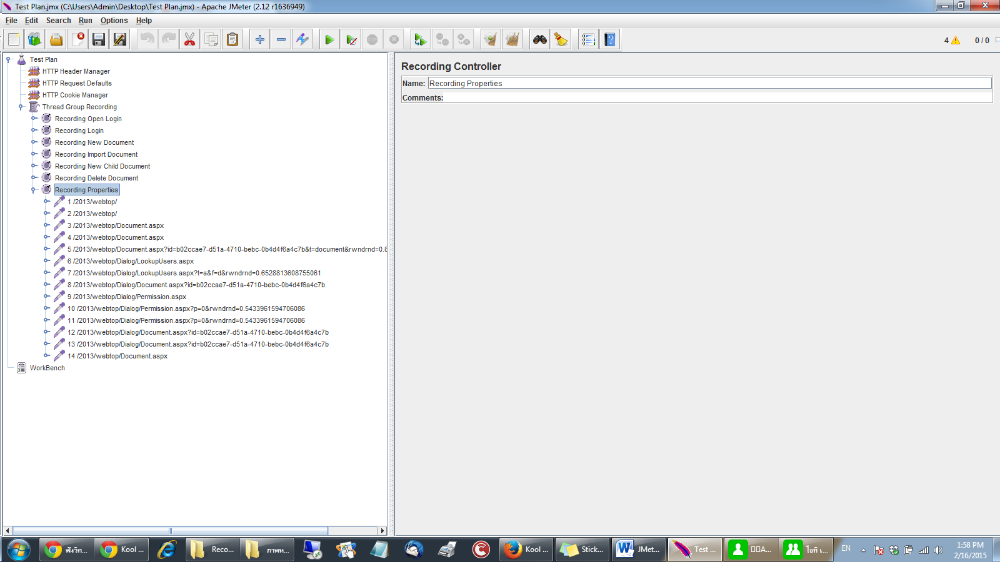 Test Plan.jmx (C:\Users\Admin\Desktop\Test Plan.jmx) - Apache JMeter (2.12 r1636949)
File Edit Search Run Options Help
4 0 / 0
Test Plan
HTTP Header Manager
HTTP Request Defaults
HTTP Cookie Manager
Thread Group Recording
Recording Open Login
Recording Login
Recording New Document
Recording Import Document
Recording New Child Document
Recording Delete Document
Recording Properties
1 /2013/webtop/
2 /2013/webtop/
3 /2013/webtop/Document.aspx
4 /2013/webtop/Document.aspx
5 /2013/webtop/Document.aspx?id=b02ccae7-d51a-4710-bebc-0b4d4f6a4c7b&t=document&rwndrnd=0.8
6 /2013/webtop/Dialog/LookupUsers.aspx
7 /2013/webtop/Dialog/LookupUsers.aspx?t=a&f=d&rwndrnd=0.6528813608755061
8 /2013/webtop/Dialog/Document.aspx?id=b02ccae7-d51a-4710-bebc-0b4d4f6a4c7b
9 /2013/webtop/Dialog/Permission.aspx
10 /2013/webtop/Dialog/Permission.aspx?p=0&rwndrnd=0.5433961594706086
11 /2013/webtop/Dialog/Permission.aspx?p=0&rwndrnd=0.5433961594706086
12 /2013/webtop/Dialog/Document.aspx?id=b02ccae7-d51a-4710-bebc-0b4d4f6a4c7b
13 /2013/webtop/Dialog/Document.aspx?id=b02ccae7-d51a-4710-bebc-0b4d4f6a4c7b
14 /2013/webtop/Document.aspx
WorkBench
Recording Controller
Name: Recording Properties
Comments:
ฟังวิท... Kool ... Reco... ภาพห... Kool ... Stick... JMet... Test ... A... ไอที เ... EN
1:58 PM
2/16/2015